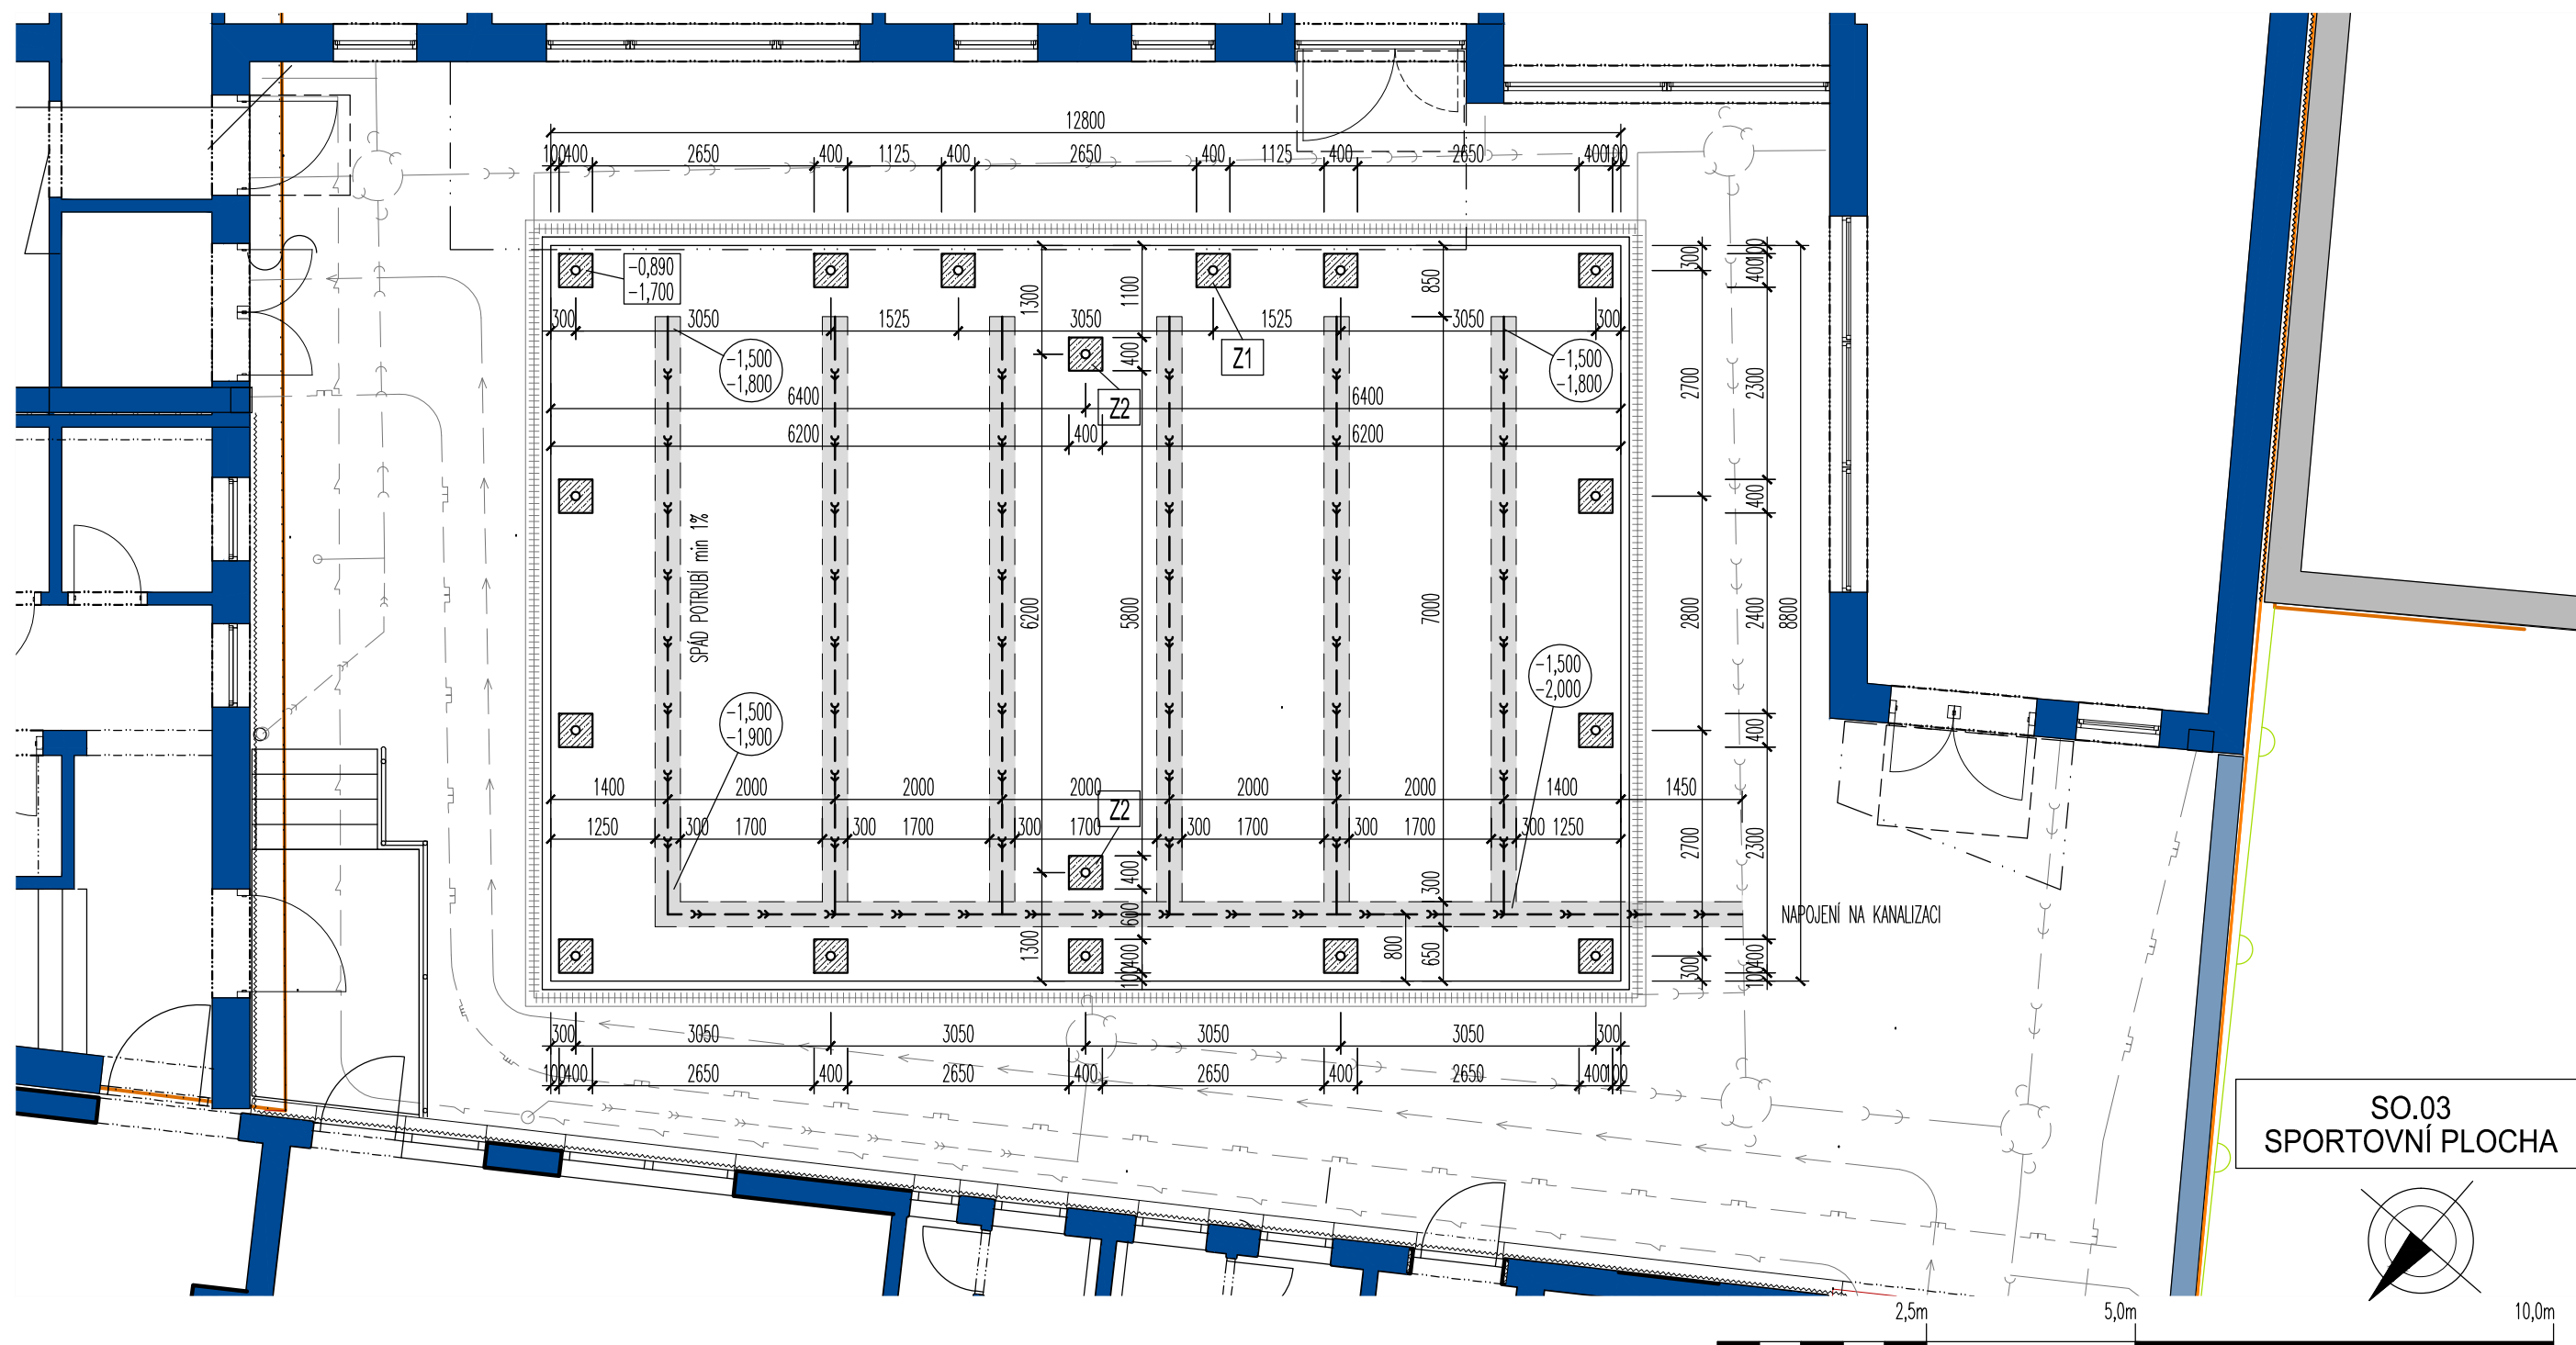 12800
100 400 2650 400 1125 400 2650 400 1125 400 2650 400 100
-0,890
-1,700
300 3050 1525 3050 1525 3050 300
1300
1100
850
300
100
400
-1,500
-1,800
400
Z1
-1,500
-1,800
2700
2300
6400 6400
Z2
6200 400 6200
400
SPÁD POTRUBÍ min 1%
6200
5800
7000
2800
2400
8800
-1,500
-2,000
-1,500
-1,900
400
1400 2000 2000 2000 2000 2000 1400 1450
Z2
1250 300 1700 300 1700 300 1700 300 1700 300 1700 300 1250
2700
2300
400
300
600
NAPOJENÍ NA KANALIZACI
1300
400
100
800
650
300
400
100
300 3050 3050 3050 3050 300
100 400 2650 400 2650 400 2650 400 2650 400 100
SO.03
SPORTOVNÍ PLOCHA
2,5m 5,0m 10,0m